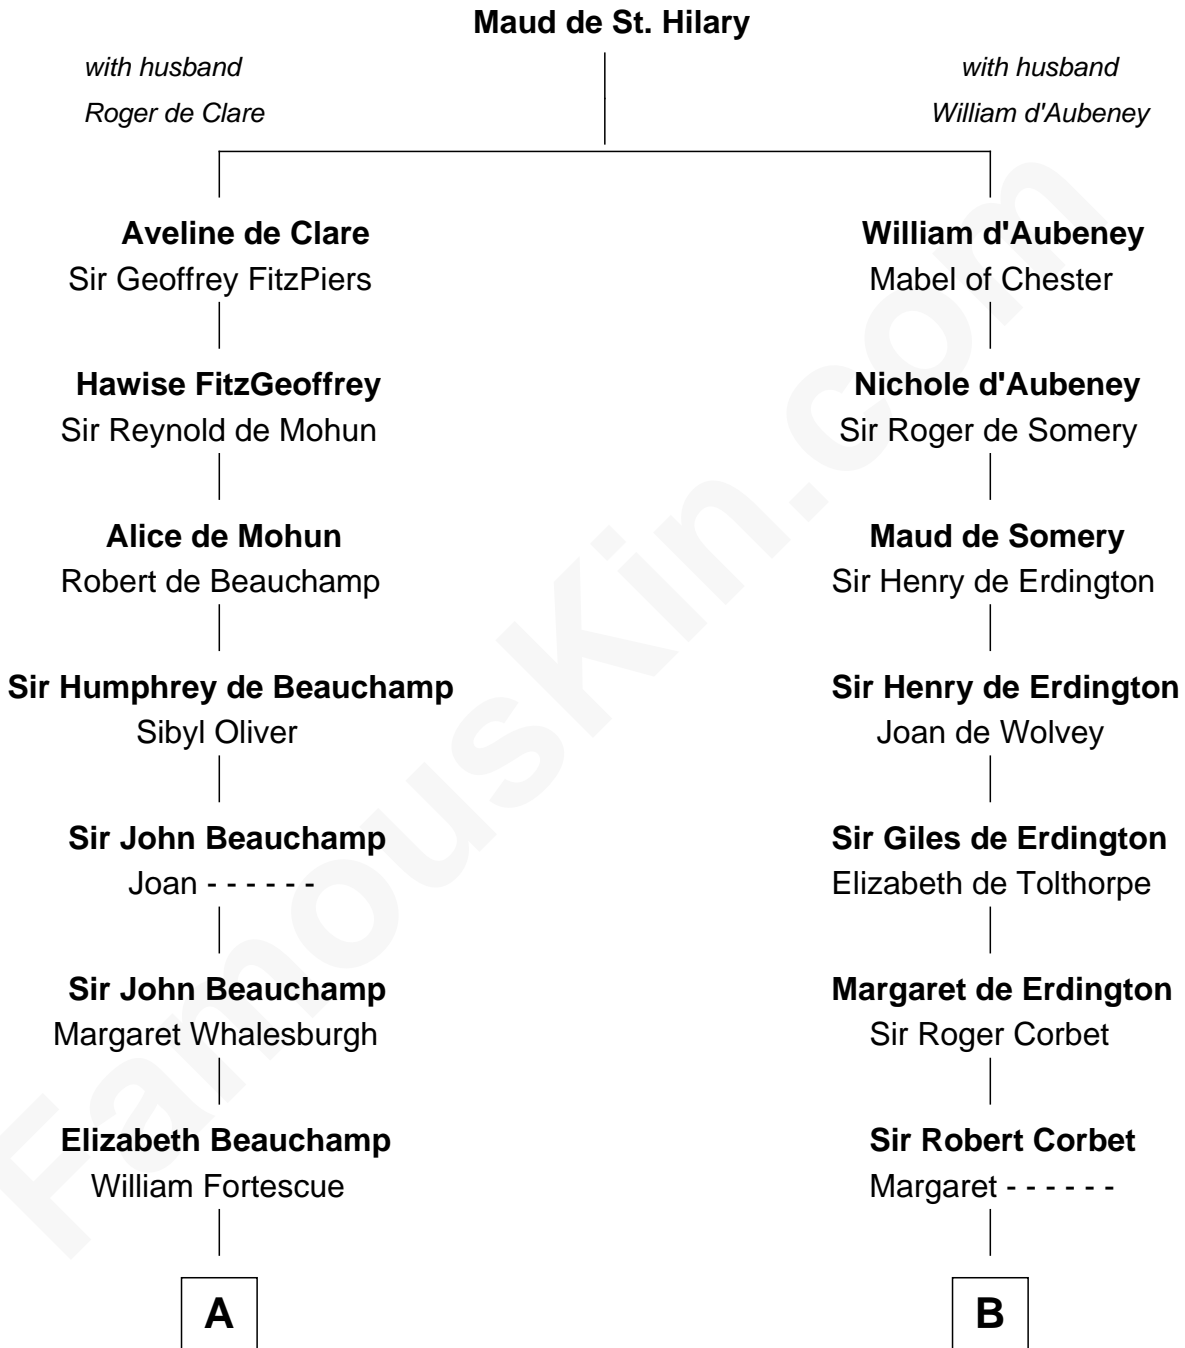 Maud de St. Hilary
with husband
Roger de Clare
with husband
William d'Aubeney
Aveline de Clare
Sir Geoffrey FitzPiers
William d'Aubeney
Mabel of Chester
Hawise FitzGeoffrey
Sir Reynold de Mohun
Nichole d'Aubeney
Sir Roger de Somery
Alice de Mohun
Robert de Beauchamp
Maud de Somery
Sir Henry de Erdington
Sir Humphrey de Beauchamp
Sibyl Oliver
Sir Henry de Erdington
Joan de Wolvey
Sir John Beauchamp
Joan - - - - - -
Sir Giles de Erdington
Elizabeth de Tolthorpe
Sir John Beauchamp
Margaret Whalesburgh
Margaret de Erdington
Sir Roger Corbet
Elizabeth Beauchamp
William Fortescue
Sir Robert Corbet
Margaret - - - - - -
A
B
FamousKin.com